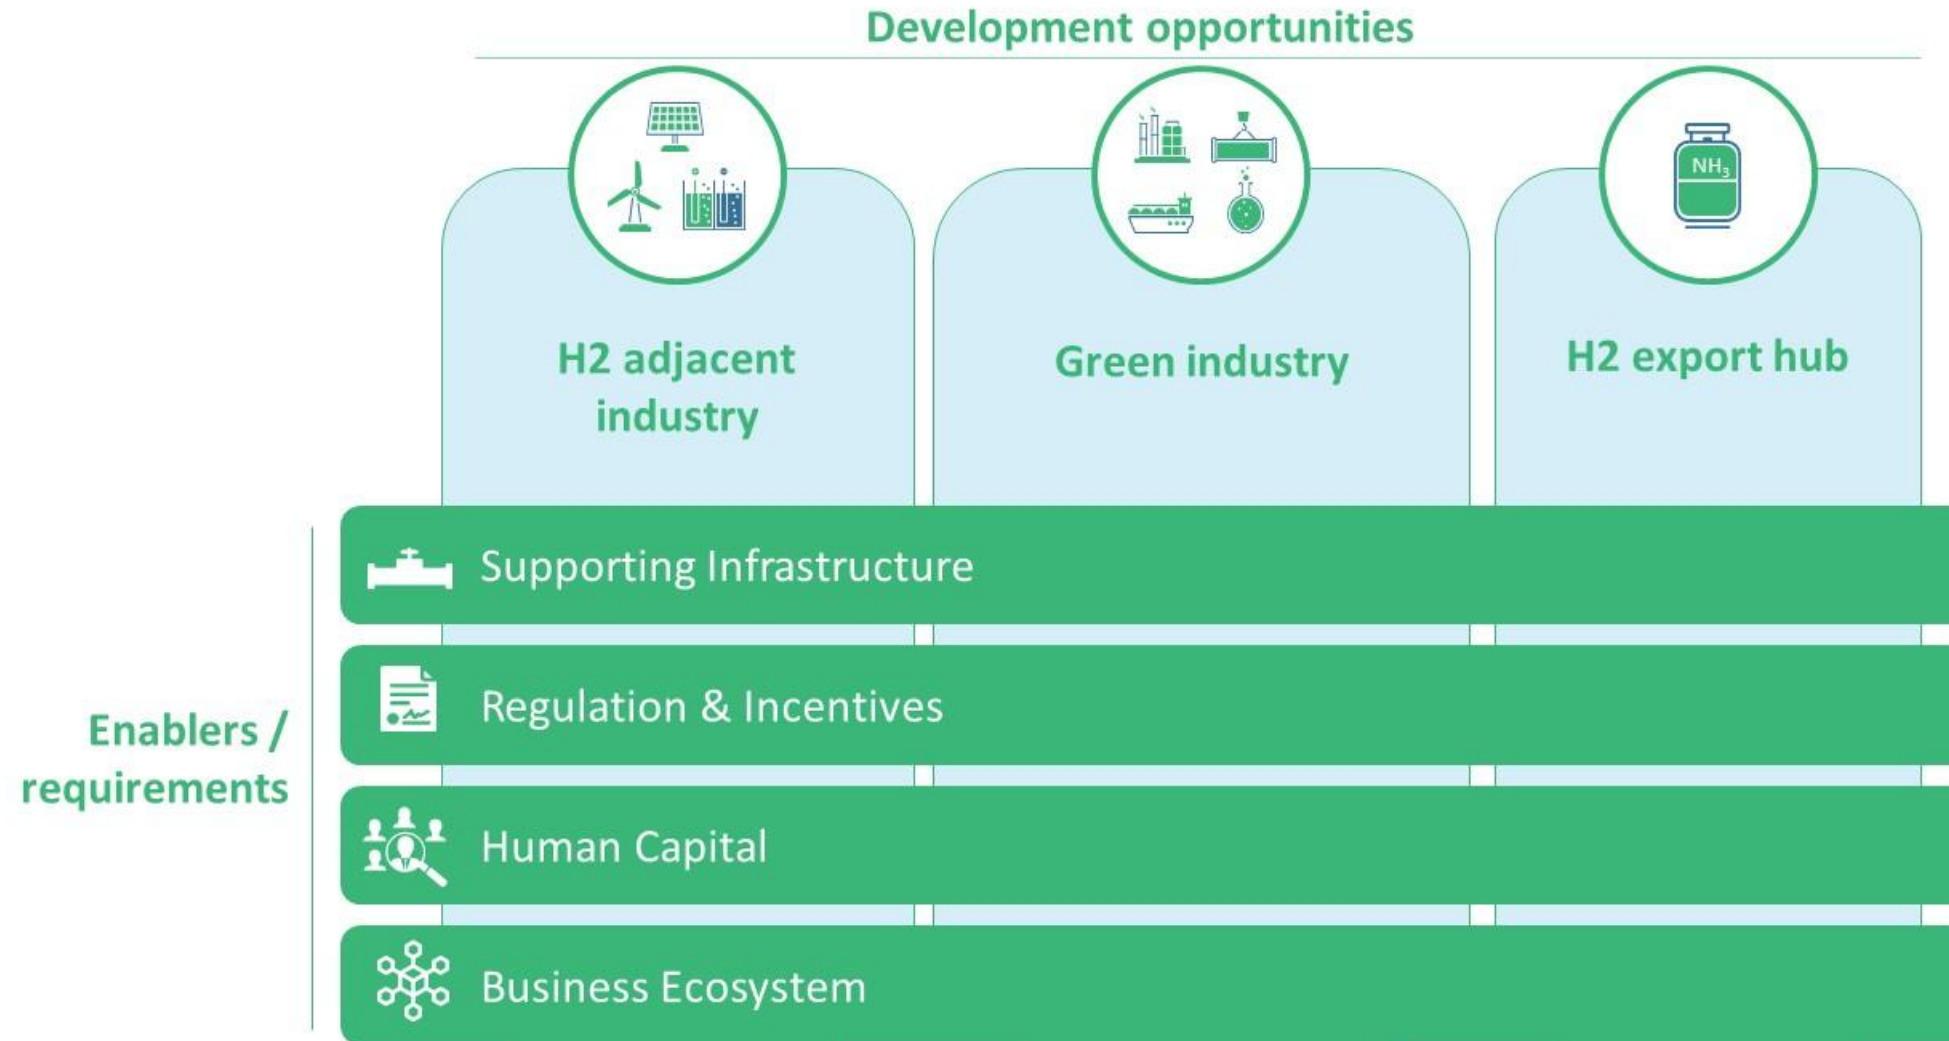 Development opportunities
NH₃
H2 adjacent
industry
Green industry
H2 export hub
Enablers /
requirements
Supporting Infrastructure
Regulation & Incentives
Human Capital
Business Ecosystem